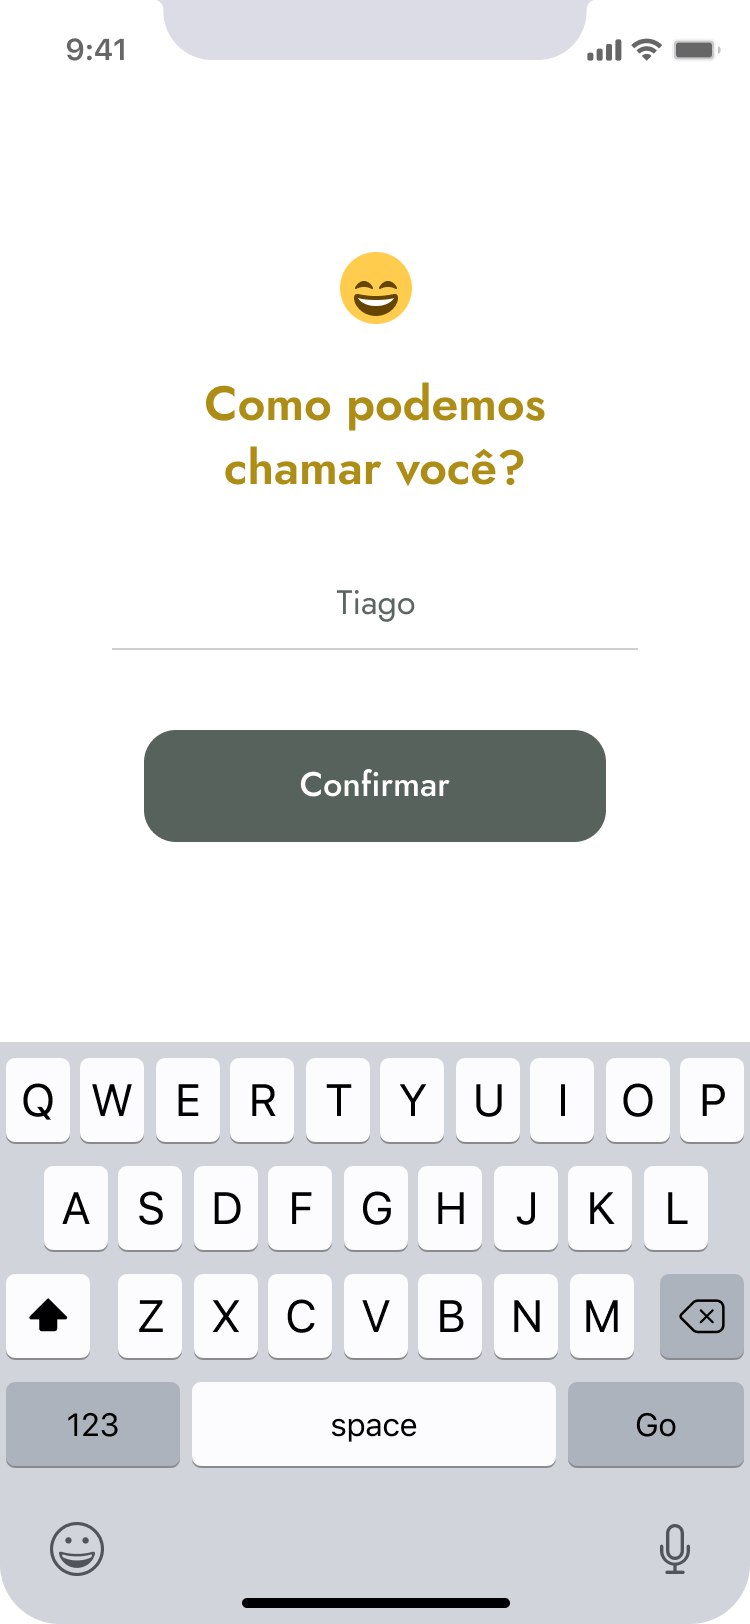 9:41
Como podemos
chamar você?
Tiago
Confirmar
Q W E R T Y U I O P
A S D F G H J K L
Z X C V B N M
123 space Go